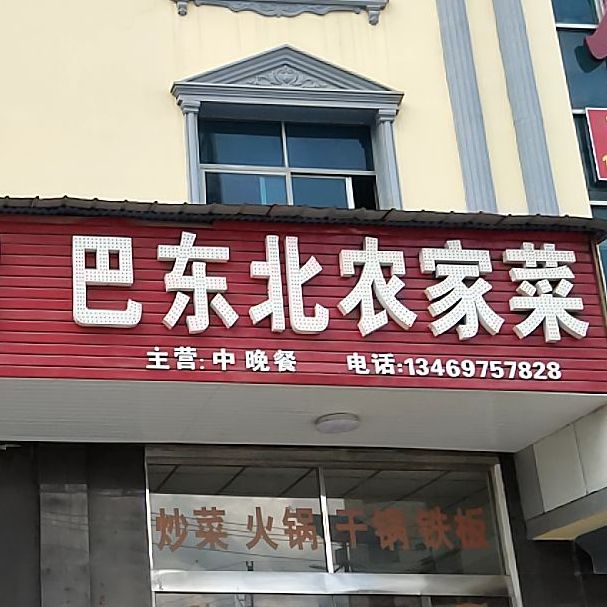 巴东北农家菜
主营:中 晚餐 电话:13469757828
炒菜 火锅 干锅 铁板